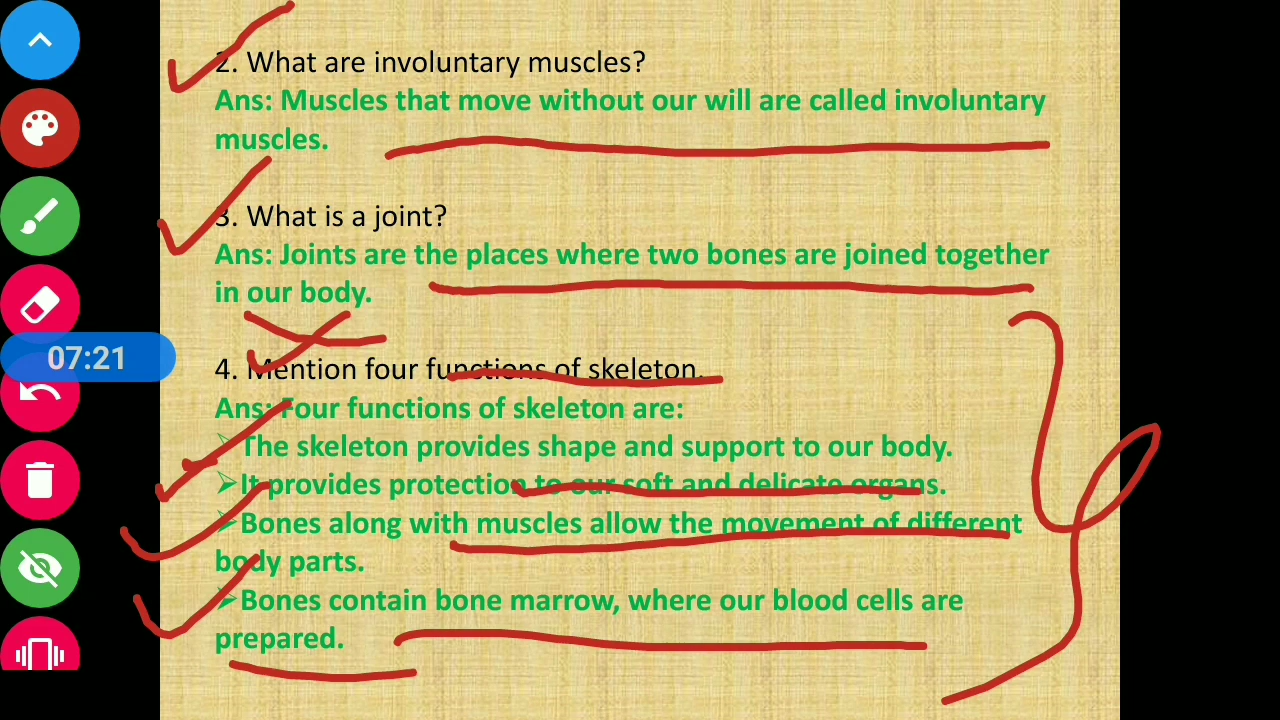 2. What are involuntary muscles?
Ans: Muscles that move without our will are called involuntary
muscles.
3. What is a joint?
Ans: Joints are the places where two bones are joined together
in our body.
07:21
4. Mention four functions of skeleton.
Ans: Four functions of skeleton are:
➢The skeleton provides shape and support to our body.
➢It provides protection to our soft and delicate organs.
➢Bones along with muscles allow the movement of different
body parts.
➢Bones contain bone marrow, where our blood cells are
prepared.